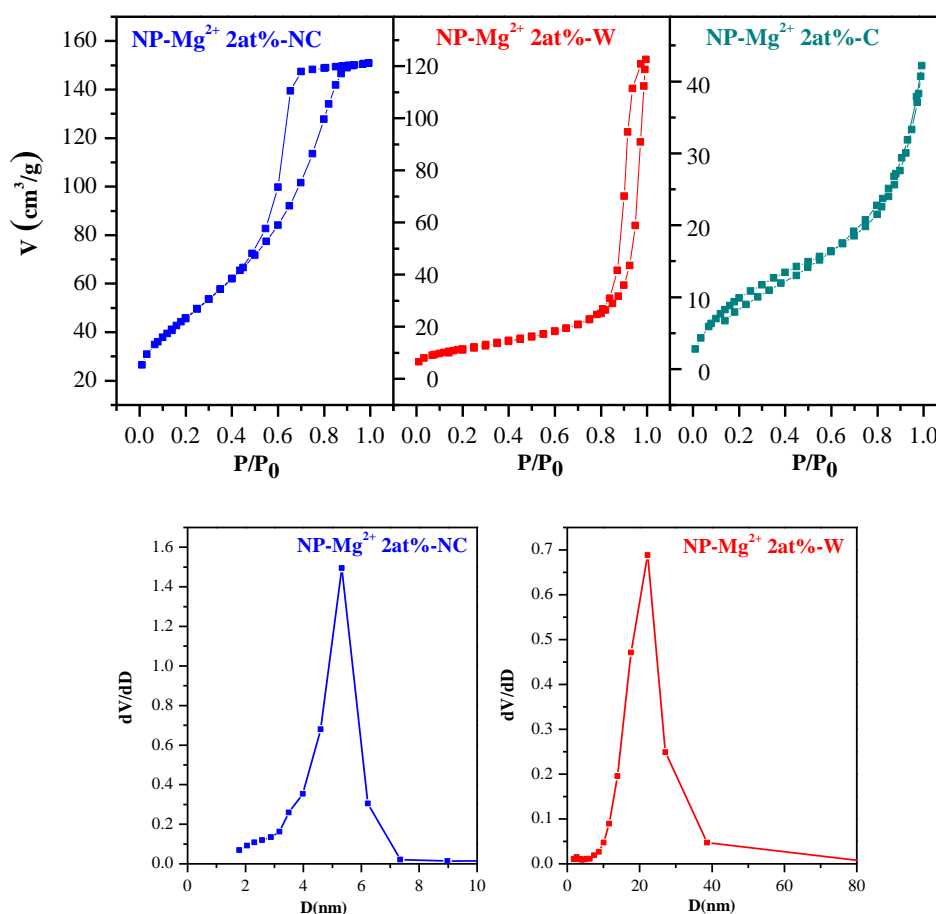 NP-Mg²⁺ 2at%-NC
NP-Mg²⁺ 2at%-W
NP-Mg²⁺ 2at%-C
V (cm³/g)
160
140
120
100
80
60
40
20
120
100
80
60
40
20
0
40
30
20
10
0
0.0 0.2 0.4 0.6 0.8 1.0
0.0 0.2 0.4 0.6 0.8 1.0
0.0 0.2 0.4 0.6 0.8 1.0
P/P₀
P/P₀
P/P₀
NP-Mg²⁺ 2at%-NC
dV/dD
1.6
1.4
1.2
1.0
0.8
0.6
0.4
0.2
0.0
0 2 4 6 8 10
D(nm)
NP-Mg²⁺ 2at%-W
dV/dD
0.7
0.6
0.5
0.4
0.3
0.2
0.1
0.0
0 20 40 60 80
D(nm)